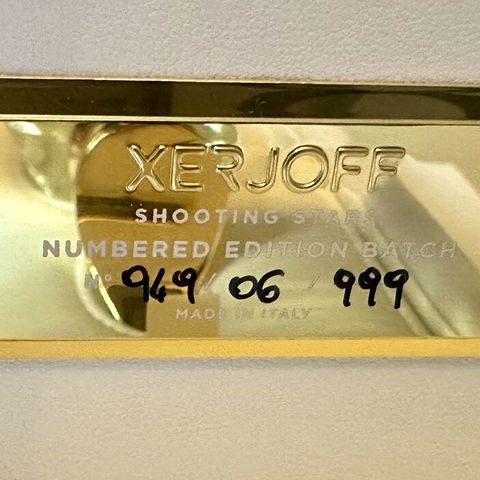 XERJOFF
SHOOTING STARS
NUMBERED EDITION BATCH
N° 949 / 06 / 999
MADE IN ITALY